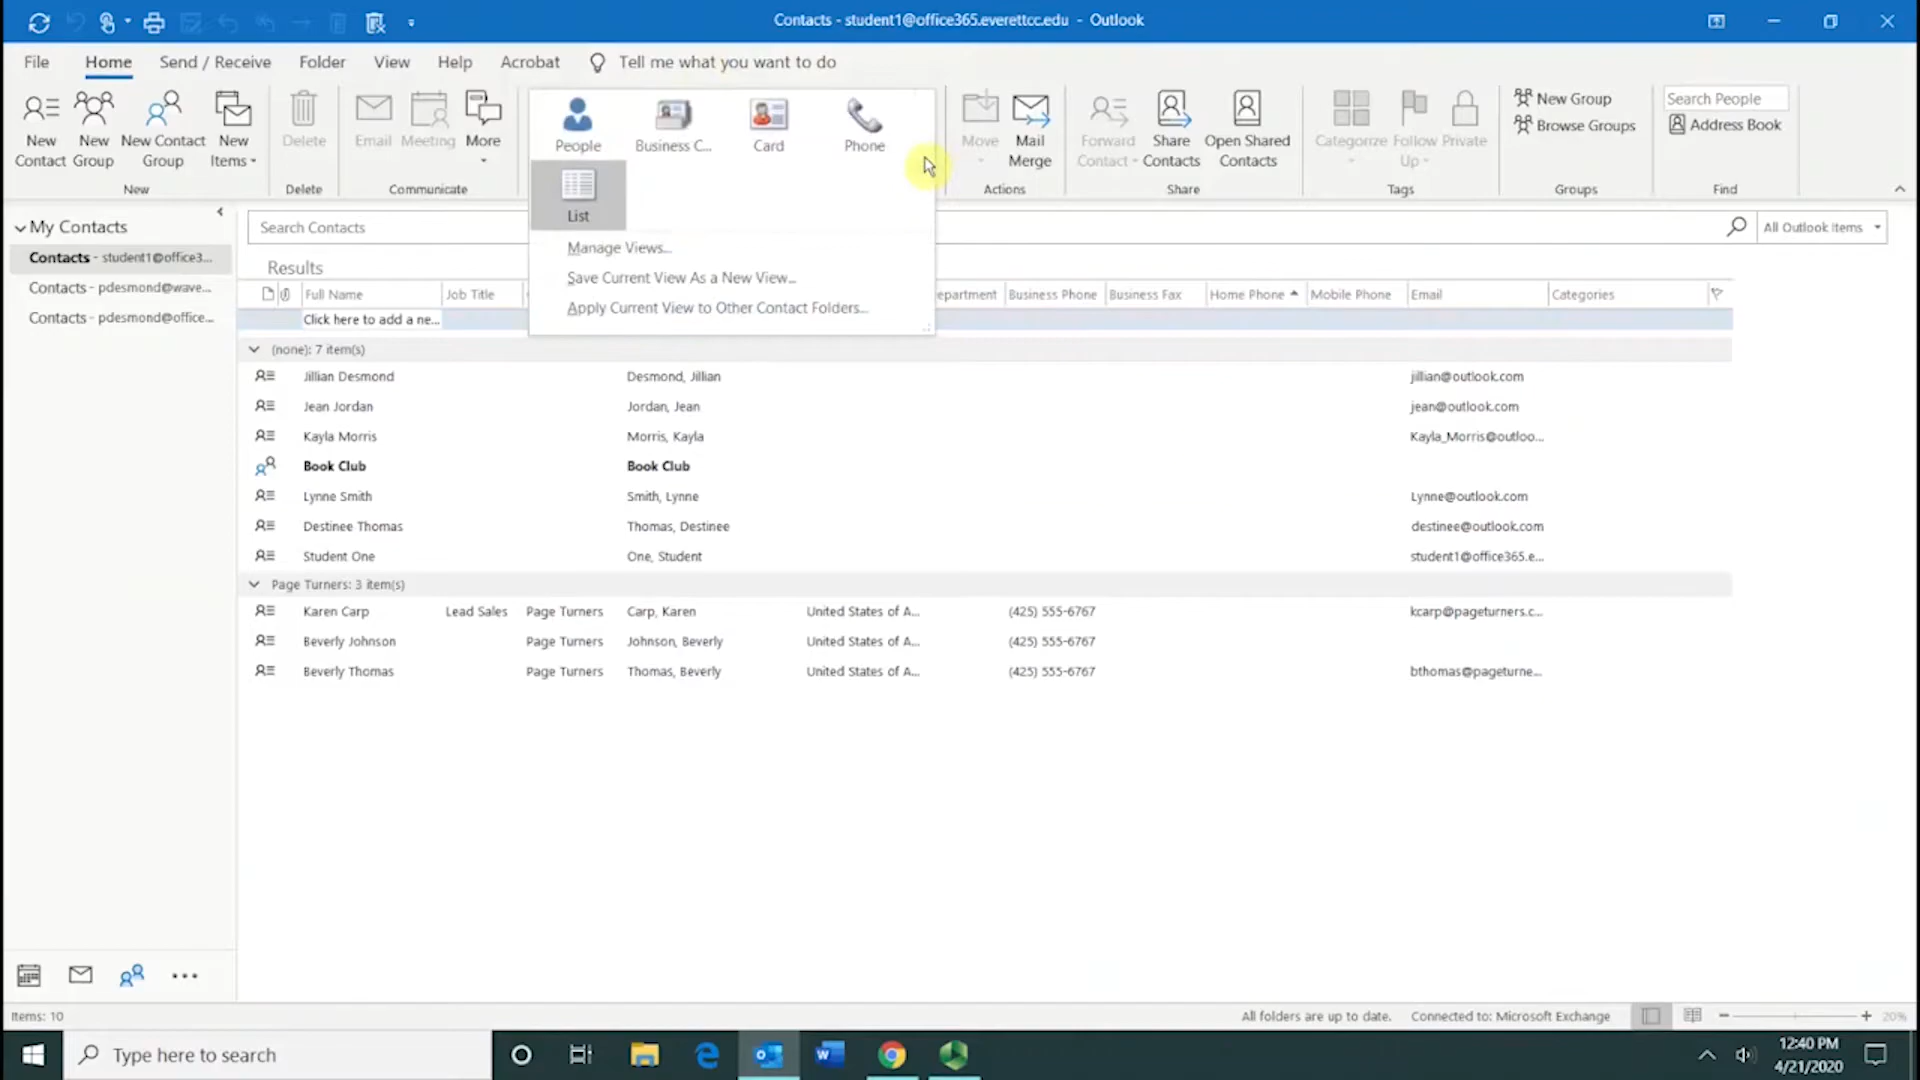 Contacts - student1@office365.everettcc.edu - Outlook
File Home Send / Receive Folder View Help Acrobat Tell me what you want to do
New Contact
New Group
New Contact Group
New Items
New
Delete
Delete
Email
Meeting
More
Communicate
People
Business C...
Card
Phone
List
Manage Views...
Save Current View As a New View...
Apply Current View to Other Contact Folders...
Move
Mail Merge
Actions
Forward Contact
Share Contacts
Open Shared Contacts
Share
Categorize
Follow Up
Private
Tags
New Group
Browse Groups
Groups
Search People
Address Book
Find
My Contacts
Contacts - student1@office3...
Contacts - pdesmond@wave...
Contacts - pdesmond@office...
Search Contacts
All Outlook Items
Results
Full Name Job Title epartment Business Phone Business Fax Home Phone Mobile Phone Email Categories
Click here to add a ne...
(none): 7 item(s)
Jillian Desmond Desmond, Jillian jillian@outlook.com
Jean Jordan Jordan, Jean jean@outlook.com
Kayla Morris Morris, Kayla Kayla_Morris@outloo...
Book Club Book Club
Lynne Smith Smith, Lynne Lynne@outlook.com
Destinee Thomas Thomas, Destinee destinee@outlook.com
Student One One, Student student1@office365.e...
Page Turners: 3 item(s)
Karen Carp Lead Sales Page Turners Carp, Karen United States of A... (425) 555-6767 kcarp@pageturners.c...
Beverly Johnson Page Turners Johnson, Beverly United States of A... (425) 555-6767
Beverly Thomas Page Turners Thomas, Beverly United States of A... (425) 555-6767 bthomas@pageturne...
Items: 10
All folders are up to date. Connected to: Microsoft Exchange
20%
Type here to search
12:40 PM
4/21/2020